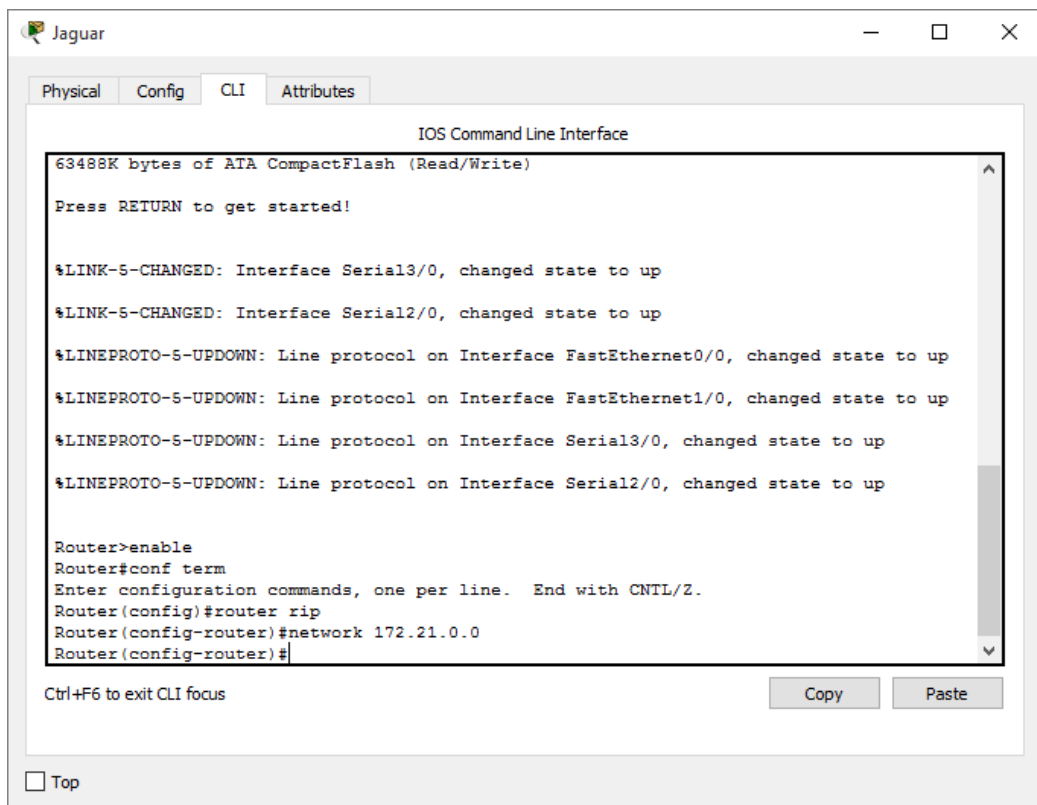 Jaguar
Physical Config CLI Attributes
IOS Command Line Interface
63488K bytes of ATA CompactFlash (Read/Write)
Press RETURN to get started!
%LINK-5-CHANGED: Interface Serial3/0, changed state to up
%LINK-5-CHANGED: Interface Serial2/0, changed state to up
%LINEPROTO-5-UPDOWN: Line protocol on Interface FastEthernet0/0, changed state to up
%LINEPROTO-5-UPDOWN: Line protocol on Interface FastEthernet1/0, changed state to up
%LINEPROTO-5-UPDOWN: Line protocol on Interface Serial3/0, changed state to up
%LINEPROTO-5-UPDOWN: Line protocol on Interface Serial2/0, changed state to up
Router>enable
Router#conf term
Enter configuration commands, one per line.  End with CNTL/Z.
Router(config)#router rip
Router(config-router)#network 172.21.0.0
Router(config-router)#
Ctrl+F6 to exit CLI focus
Copy Paste
Top